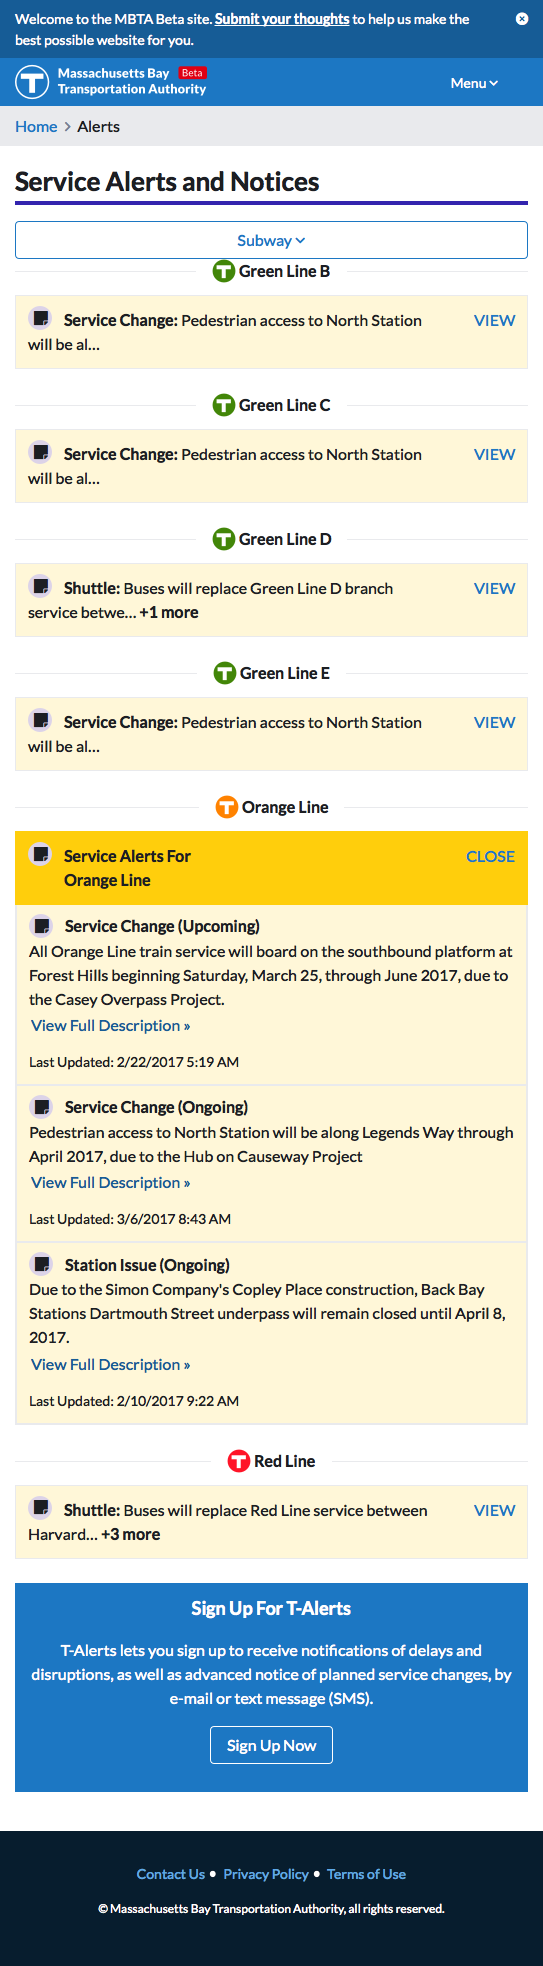 Welcome to the MBTA Beta site. Submit your thoughts to help us make the
best possible website for you.
Massachusetts Bay Beta
Transportation Authority
Menu
Home > Alerts
Service Alerts and Notices
Subway
T Green Line B
Service Change: Pedestrian access to North Station VIEW
will be al...
T Green Line C
Service Change: Pedestrian access to North Station VIEW
will be al...
T Green Line D
Shuttle: Buses will replace Green Line D branch VIEW
service betwe... +1 more
T Green Line E
Service Change: Pedestrian access to North Station VIEW
will be al...
T Orange Line
Service Alerts For CLOSE
Orange Line
Service Change (Upcoming)
All Orange Line train service will board on the southbound platform at
Forest Hills beginning Saturday, March 25, through June 2017, due to
the Casey Overpass Project.
View Full Description »
Last Updated: 2/22/2017 5:19 AM
Service Change (Ongoing)
Pedestrian access to North Station will be along Legends Way through
April 2017, due to the Hub on Causeway Project
View Full Description »
Last Updated: 3/6/2017 8:43 AM
Station Issue (Ongoing)
Due to the Simon Company's Copley Place construction, Back Bay
Stations Dartmouth Street underpass will remain closed until April 8,
2017.
View Full Description »
Last Updated: 2/10/2017 9:22 AM
T Red Line
Shuttle: Buses will replace Red Line service between VIEW
Harvard... +3 more
Sign Up For T-Alerts
T-Alerts lets you sign up to receive notifications of delays and
disruptions, as well as advanced notice of planned service changes, by
e-mail or text message (SMS).
Sign Up Now
Contact Us • Privacy Policy • Terms of Use
© Massachusetts Bay Transportation Authority, all rights reserved.